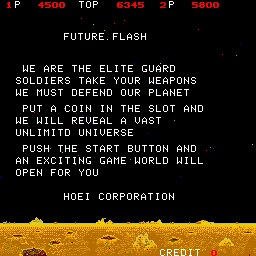 1P 4500 TOP 6345 2P 5800
FUTURE FLASH
WE ARE THE ELITE GUARD
SOLDIERS TAKE YOUR WEAPONS
WE MUST DEFEND OUR PLANET
PUT A COIN IN THE SLOT AND
WE WILL REVEAL A VAST
UNLIMITD UNIVERSE
PUSH THE START BUTTON AND
AN EXCITING GAME WORLD WILL
OPEN FOR YOU
HOEI CORPORATION
CREDIT 0